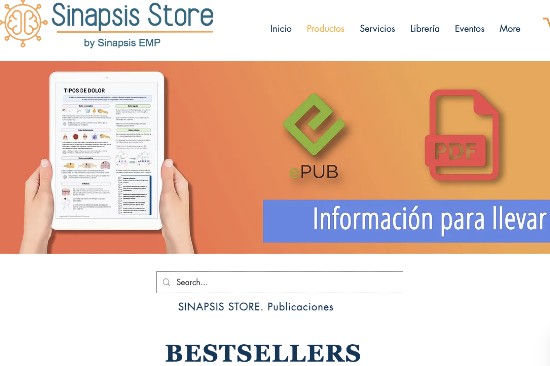 Sinapsis Store
by Sinapsis EMP
Inicio Productos Servicios Librería Eventos More
TIPOS DE DOLOR
ePUB
PDF
Información para llevar
Search...
SINAPSIS STORE. Publicaciones
BESTSELLERS